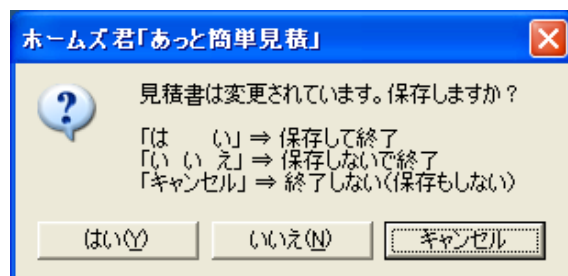 ホームズ君「あっと簡単見積」
見積書は変更されています。保存しますか？
「は　　い」⇒ 保存して終了
「い い え」⇒ 保存しないで終了
「キャンセル」⇒ 終了しない(保存もしない)
はい(Y)
いいえ(N)
キャンセル